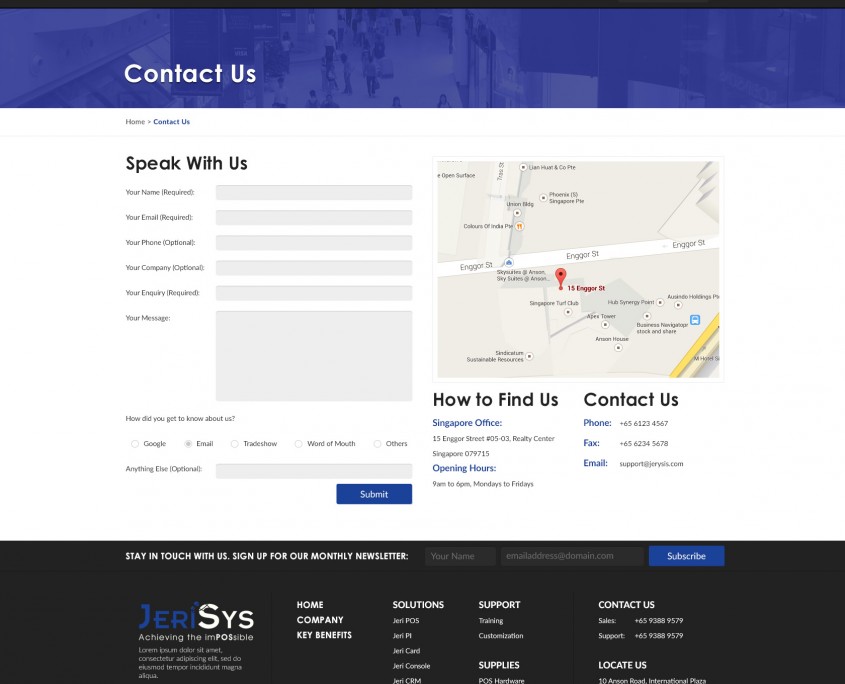 Contact Us
Home > Contact Us
Speak With Us
Your Name (Required):
Your Email (Required):
Your Phone (Optional):
Your Company (Optional):
Your Enquiry (Required):
Your Message:
How did you get to know about us?
Google Email Tradeshow Word of Mouth Others
Anything Else (Optional):
Submit
Lian Huat & Co Pte
e Open Surface
Tras St
Phoenix (S)
Singapore Pte
Union Bldg
Colours Of India Pte
Enggor St
Enggor St
Enggor St
Skysuites @ Anson,
Sky Suites @ Anson...
15 Enggor St
Singapore Turf Club
Hub Synergy Point
Ausindo Holdings Pt
Apex Tower
Business Navigator
stock and share
Anson House
Sindicatum
Sustainable Resources
M Hotel S
How to Find Us
Singapore Office:
15 Enggor Street #05-03, Realty Center
Singapore 079715
Opening Hours:
9am to 6pm, Mondays to Fridays
Contact Us
Phone: +65 6123 4567
Fax: +65 6234 5678
Email: support@jerysis.com
STAY IN TOUCH WITH US. SIGN UP FOR OUR MONTHLY NEWSLETTER:
Your Name
emailaddress@domain.com
Subscribe
JERISYS
Achieving the imPOSsible
Lorem ipsum dolor sit amet,
consectetur adipiscing elit, sed do
eiusmod tempor incididunt magna
aliqua.
HOME
COMPANY
KEY BENEFITS
SOLUTIONS
Jeri POS
Jeri PI
Jeri Card
Jeri Console
Jeri CRM
SUPPORT
Training
Customization
SUPPLIES
POS Hardware
CONTACT US
Sales: +65 9388 9579
Support: +65 9388 9579
LOCATE US
10 Anson Road, International Plaza